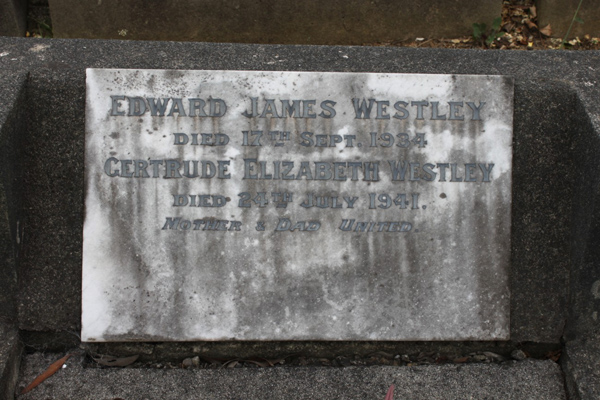 EDWARD JAMES WESTLEY
DIED 17TH SEPT. 1934
GERTRUDE ELIZABETH WESTLEY
DIED 24TH JULY 1941.
MOTHER & DAD UNITED.